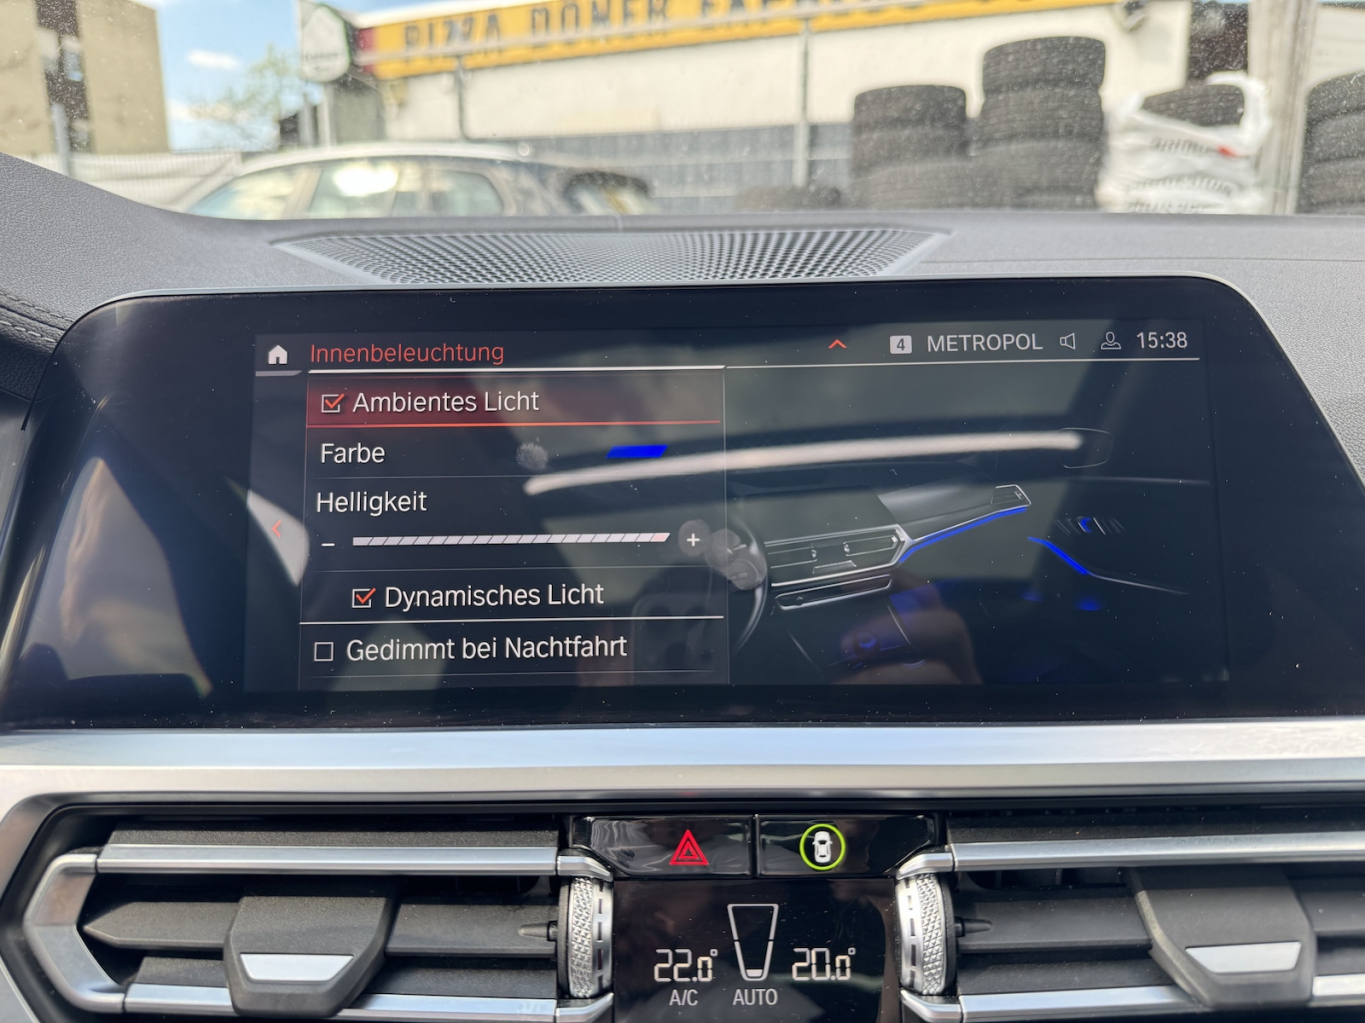 PIZZA DÖNER
Innenbeleuchtung
4 METROPOL 15:38
Ambientes Licht
Farbe
Helligkeit
− +
Dynamisches Licht
Gedimmt bei Nachtfahrt
22.0° 20.0°
A/C AUTO